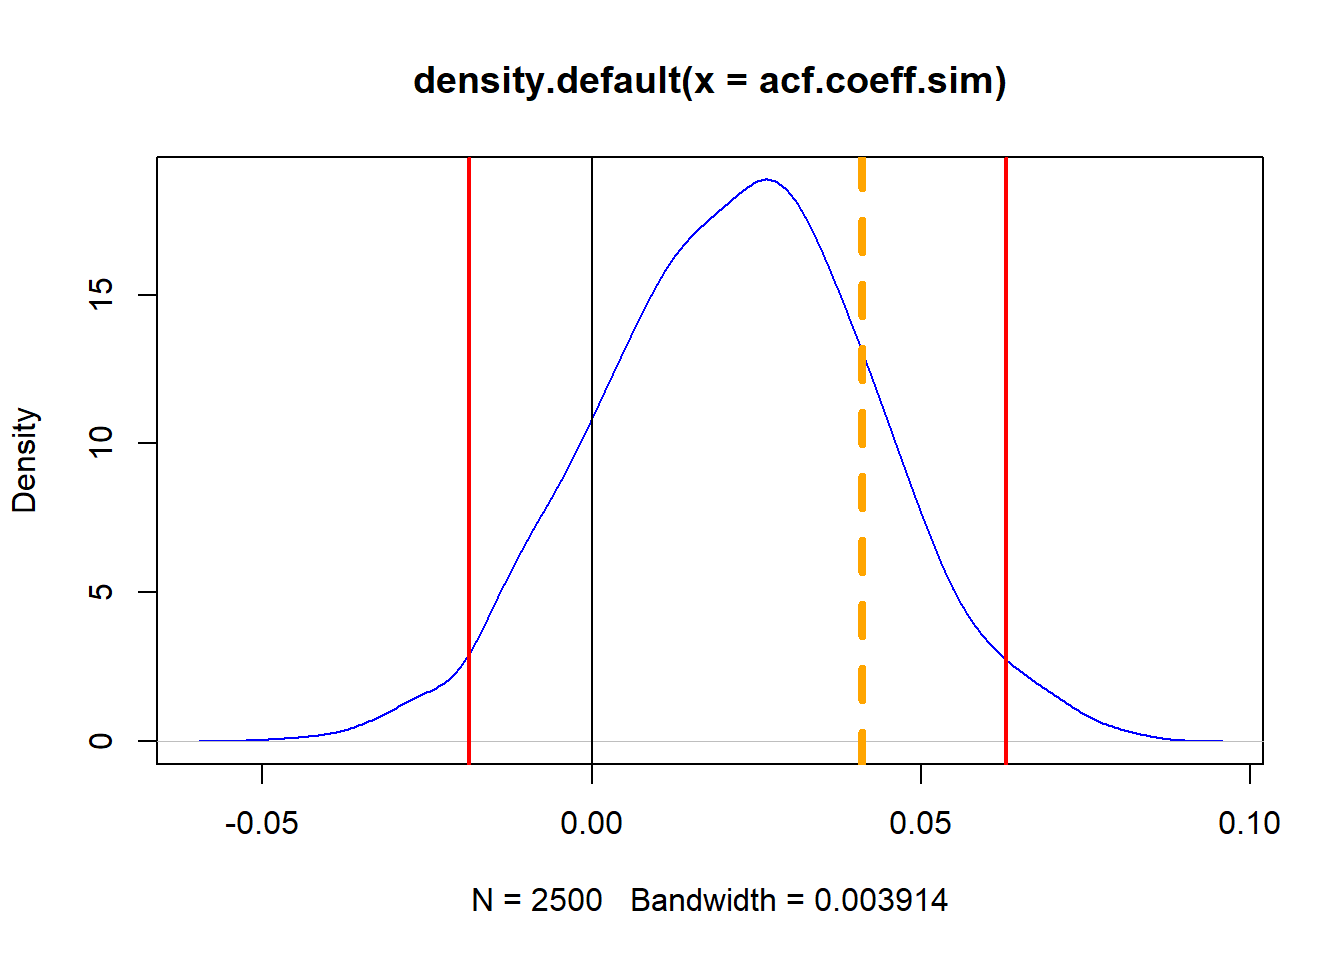 density.default(x = acf.coeff.sim)
15
10
5
0
Density
-0.05 0.00 0.05 0.10
N = 2500 Bandwidth = 0.003914